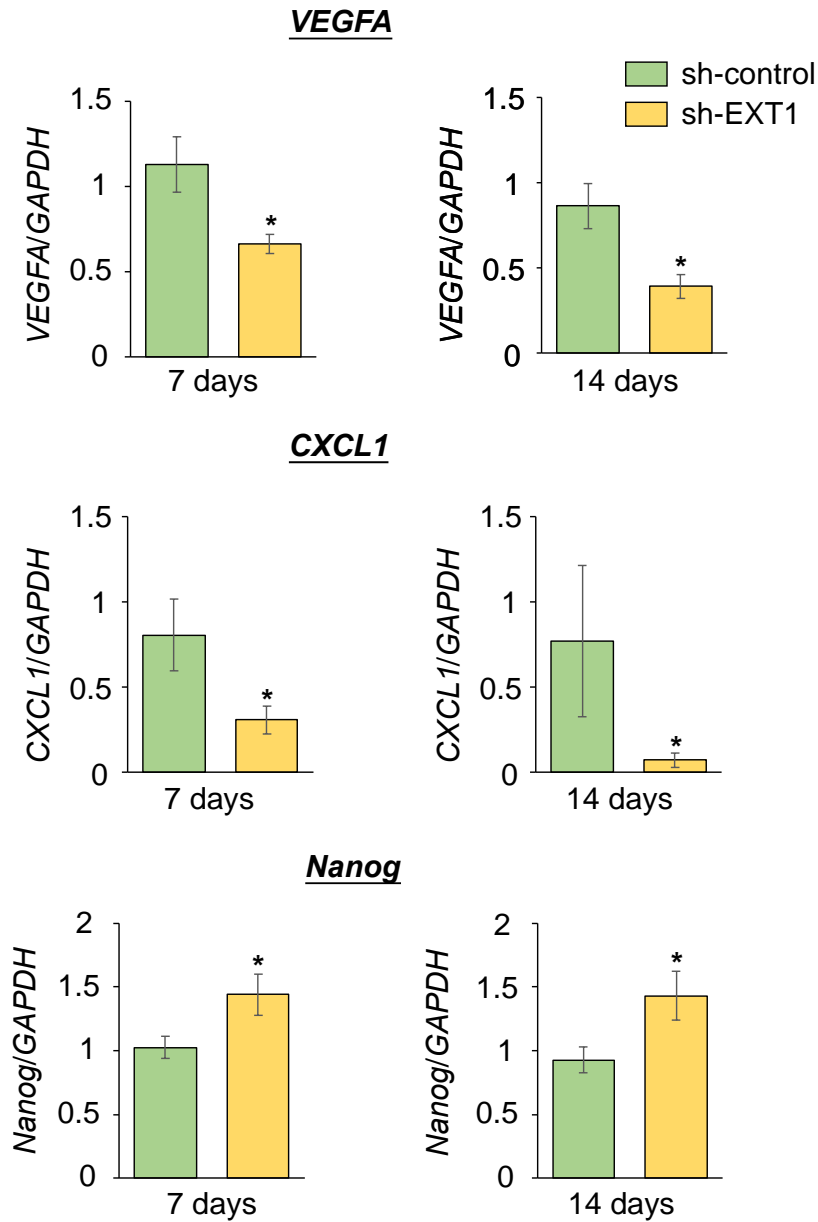 VEGFA
sh-control
sh-EXT1
VEGFA/GAPDH
1.5
1
0.5
0
*
7 days
VEGFA/GAPDH
1.5
1
0.5
0
*
14 days
CXCL1
CXCL1/GAPDH
1.5
1
0.5
0
*
7 days
CXCL1/GAPDH
1.5
1
0.5
0
*
14 days
Nanog
Nanog/GAPDH
2
1.5
1
0.5
0
*
7 days
Nanog/GAPDH
2
1.5
1
0.5
0
*
14 days